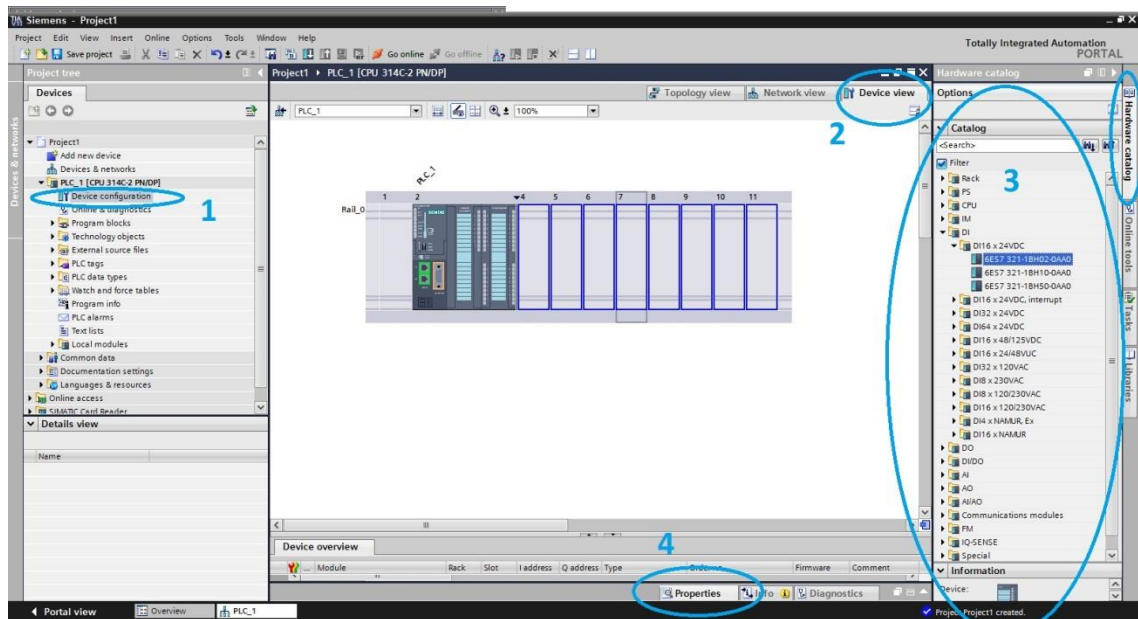 Siemens - Project1
Project Edit View Insert Online Options Tools Window Help
Save project
Go online
Go offline
Totally Integrated Automation
PORTAL
Project tree
Devices
Devices & networks
Project1
Add new device
Devices & networks
PLC_1 [CPU 314C-2 PN/DP]
Device configuration
1
Online & diagnostics
Program blocks
Technology objects
External source files
PLC tags
PLC data types
Watch and force tables
Program info
PLC alarms
Text lists
Local modules
Common data
Documentation settings
Languages & resources
Online access
SIMATIC Card Reader
Details view
Name
Project1 PLC_1 [CPU 314C-2 PN/DP]
Topology view Network view Device view
2
PLC_1
100%
PLC_1
1 2 4 5 6 7 8 9 10 11
Rail_0
SIEMENS
4
Device overview
... Module Rack Slot I address Q address Type Firmware Comment
Properties Info Diagnostics
Hardware catalog
Options
Catalog
<Search>
Filter
3
Rack
PS
CPU
IM
DI
DI16 x 24VDC
6ES7 321-1BH02-0AA0
6ES7 321-1BH10-0AA0
6ES7 321-1BH50-0AA0
DI16 x 24VDC, interrupt
DI32 x 24VDC
DI64 x 24VDC
DI16 x 48/125VDC
DI16 x 24/48VUC
DI32 x 120VAC
DI8 x 230VAC
DI8 x 120/230VAC
DI16 x 120/230VAC
DI4 x NAMUR, Ex
DI16 x NAMUR
DO
DI/DO
AI
AO
AI/AO
Communications modules
FM
IQ-SENSE
Special
Information
Device:
Hardware catalog
Online tools
Tasks
Libraries
Portal view
Overview
PLC_1
Project Project1 created.